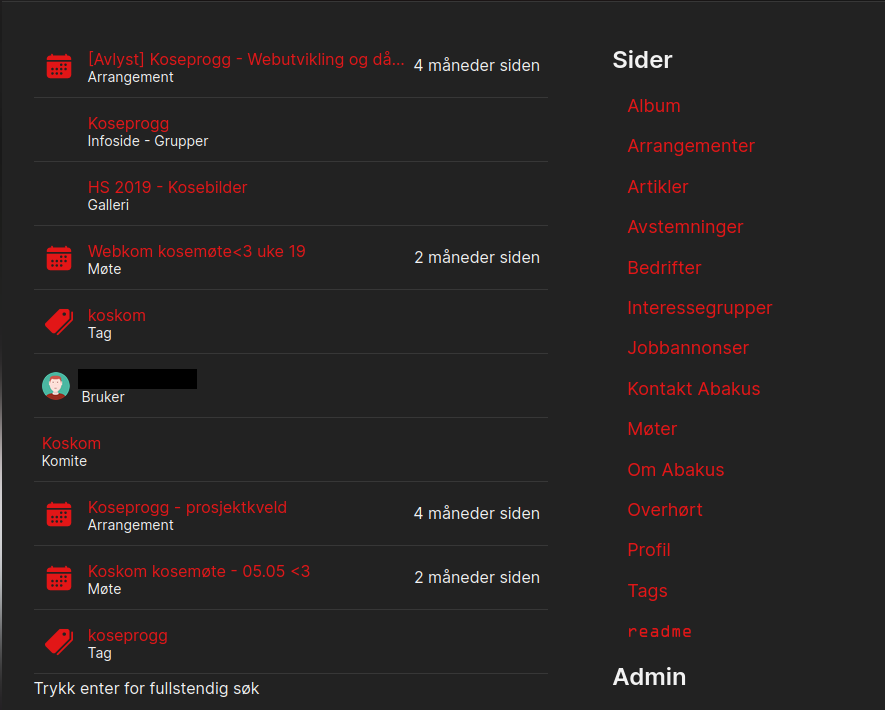 [Avlyst] Koseprogg - Webutvikling og då...
4 måneder siden
Arrangement
Koseprogg
Infoside - Grupper
HS 2019 - Kosebilder
Galleri
Webkom kosemøte<3 uke 19
2 måneder siden
Møte
koskom
Tag
Bruker
Koskom
Komite
Koseprogg - prosjektkveld
4 måneder siden
Arrangement
Koskom kosemøte - 05.05 <3
2 måneder siden
Møte
koseprogg
Tag
Trykk enter for fullstendig søk
Sider
Album
Arrangementer
Artikler
Avstemninger
Bedrifter
Interessegrupper
Jobbannonser
Kontakt Abakus
Møter
Om Abakus
Overhørt
Profil
Tags
readme
Admin